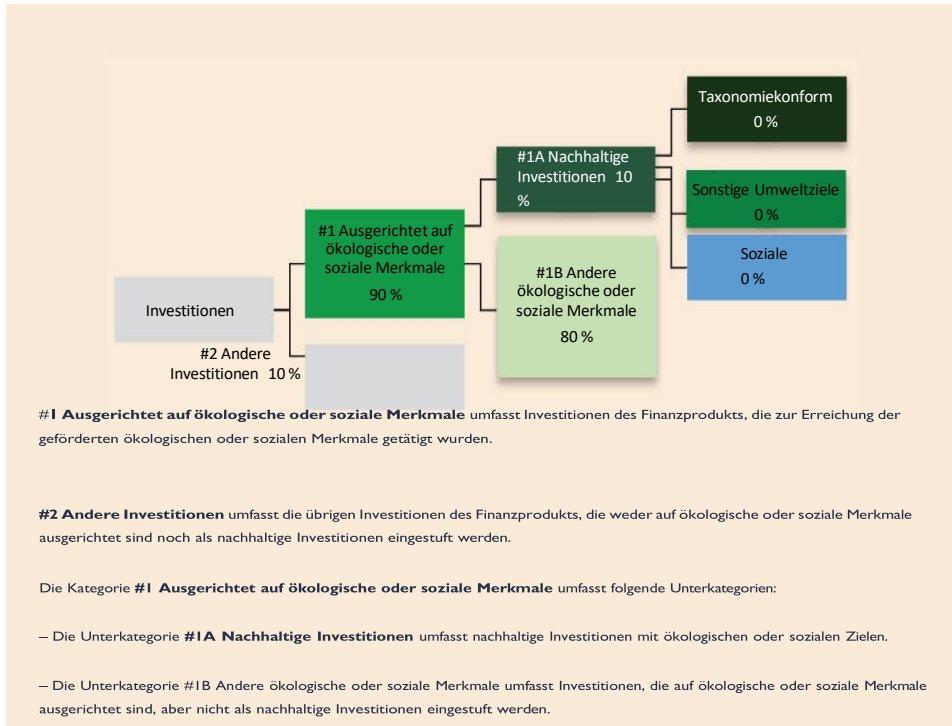 Taxonomiekonform
0 %
#1A Nachhaltige
Investitionen 10
%
Sonstige Umweltziele
0 %
#1 Ausgerichtet auf
ökologische oder
soziale Merkmale
90 %
Soziale
0 %
#1B Andere
ökologische oder
soziale Merkmale
80 %
Investitionen
#2 Andere
Investitionen 10 %
#1 Ausgerichtet auf ökologische oder soziale Merkmale umfasst Investitionen des Finanzprodukts, die zur Erreichung der
geförderten ökologischen oder sozialen Merkmale getätigt wurden.
#2 Andere Investitionen umfasst die übrigen Investitionen des Finanzprodukts, die weder auf ökologische oder soziale Merkmale
ausgerichtet sind noch als nachhaltige Investitionen eingestuft werden.
Die Kategorie #1 Ausgerichtet auf ökologische oder soziale Merkmale umfasst folgende Unterkategorien:
– Die Unterkategorie #1A Nachhaltige Investitionen umfasst nachhaltige Investitionen mit ökologischen oder sozialen Zielen.
– Die Unterkategorie #1B Andere ökologische oder soziale Merkmale umfasst Investitionen, die auf ökologische oder soziale Merkmale
ausgerichtet sind, aber nicht als nachhaltige Investitionen eingestuft werden.